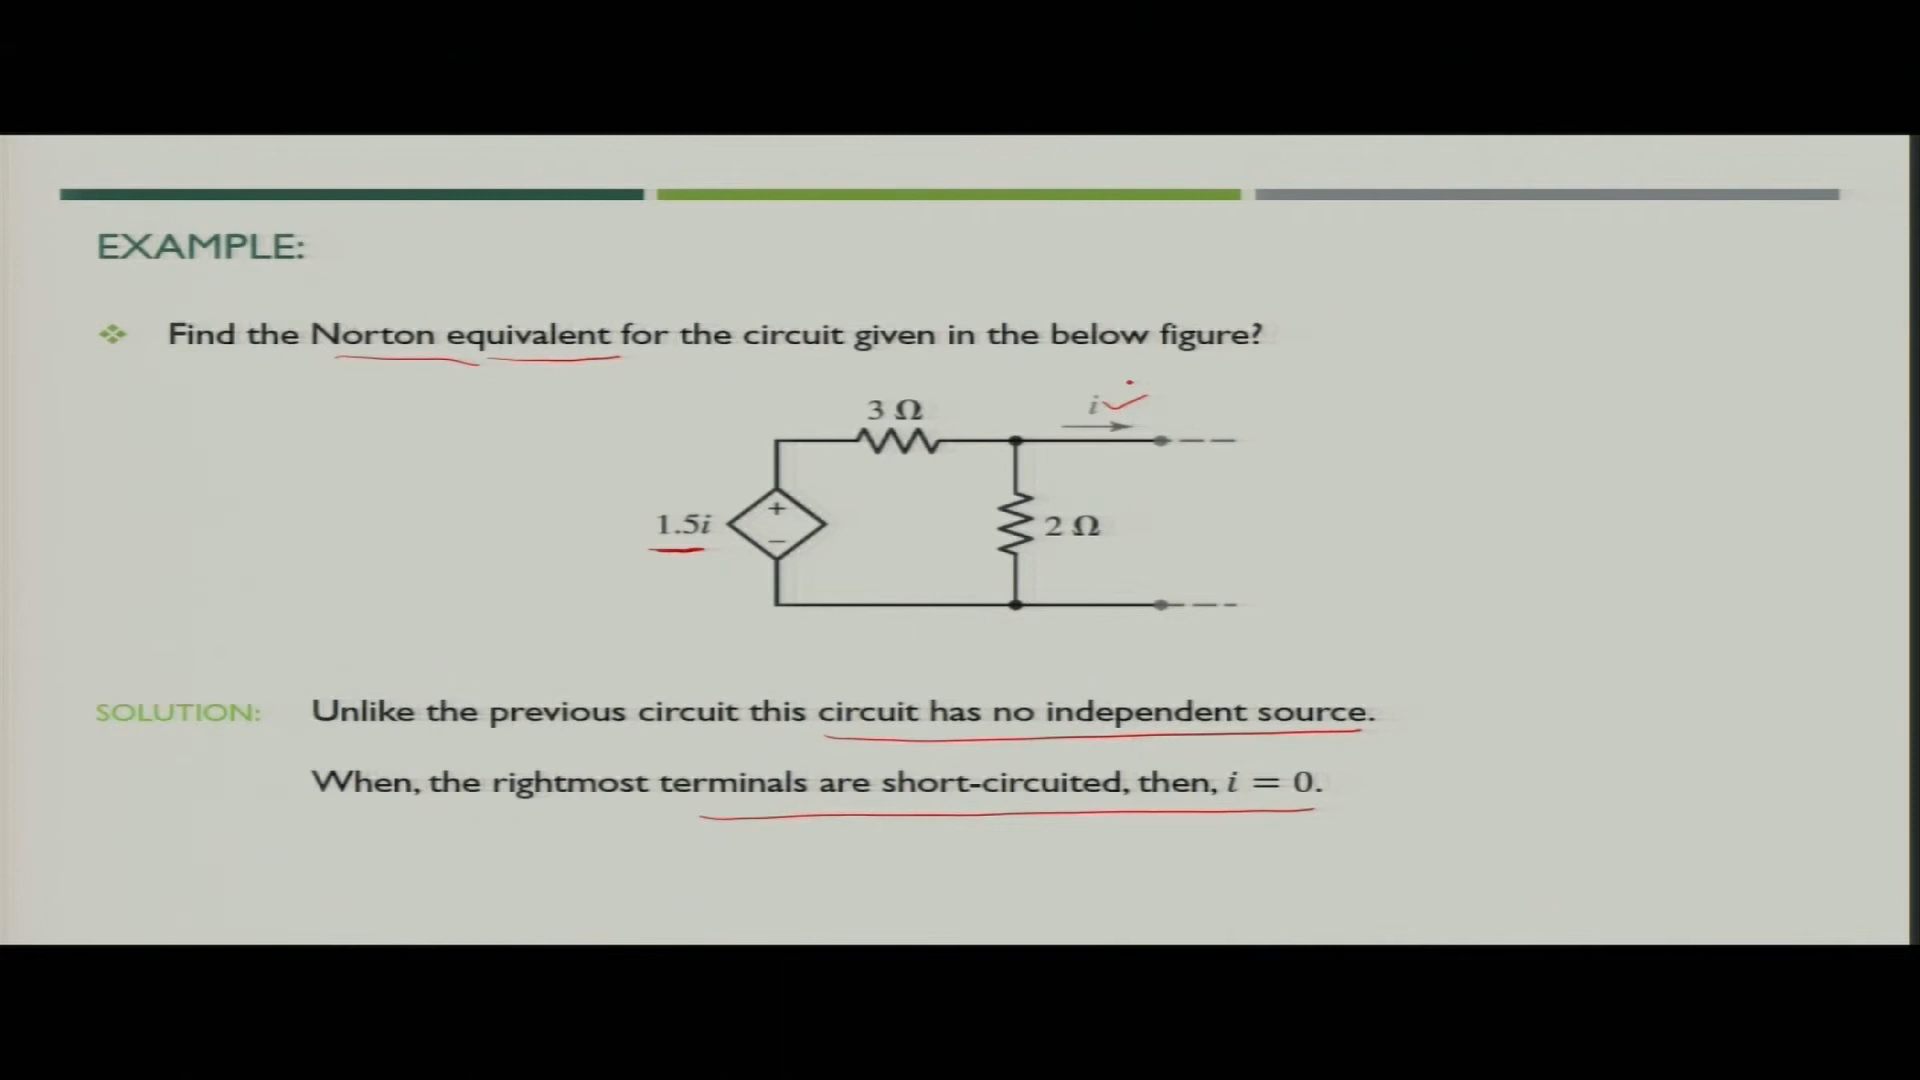 EXAMPLE:
Find the Norton equivalent for the circuit given in the below figure?
3 Ω
i
1.5i
+
−
2 Ω
SOLUTION: Unlike the previous circuit this circuit has no independent source.
When, the rightmost terminals are short-circuited, then, i = 0.